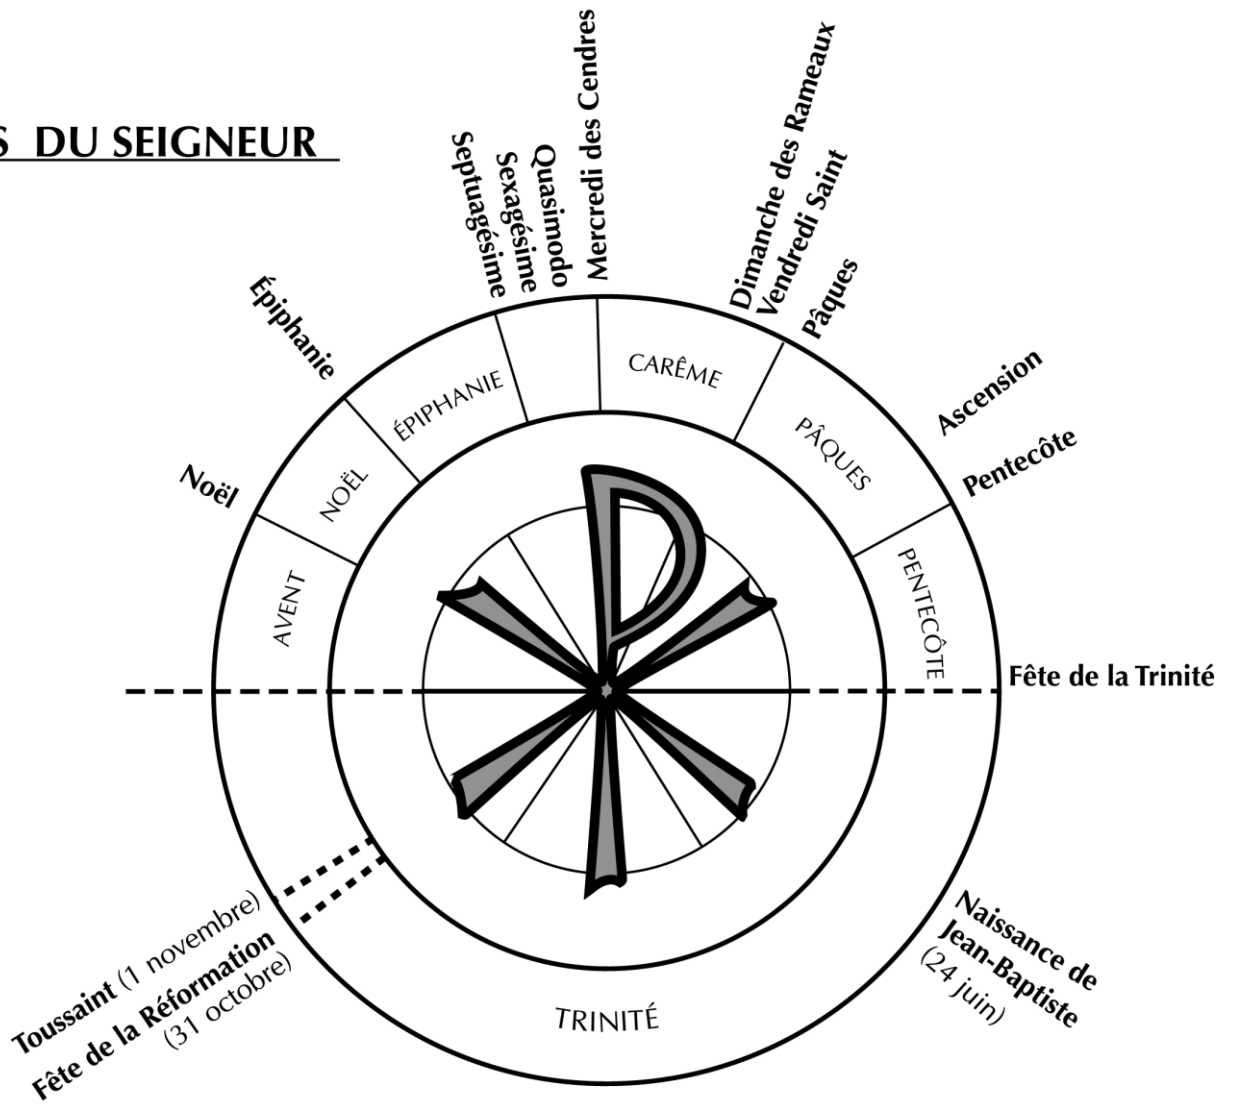 S DU SEIGNEUR
Septuagésime
Sexagésime
Quasimodo
Mercredi des Cendres
Dimanche des Rameaux
Vendredi Saint
Pâques
Épiphanie
Ascension
Pentecôte
Noël
CARÊME
ÉPIPHANIE
PÂQUES
NOËL
PENTECÔTE
AVENT
Fête de la Trinité
Toussaint (1 novembre)
Fête de la Réformation
(31 octobre)
Naissance de
Jean-Baptiste
(24 juin)
TRINITÉ